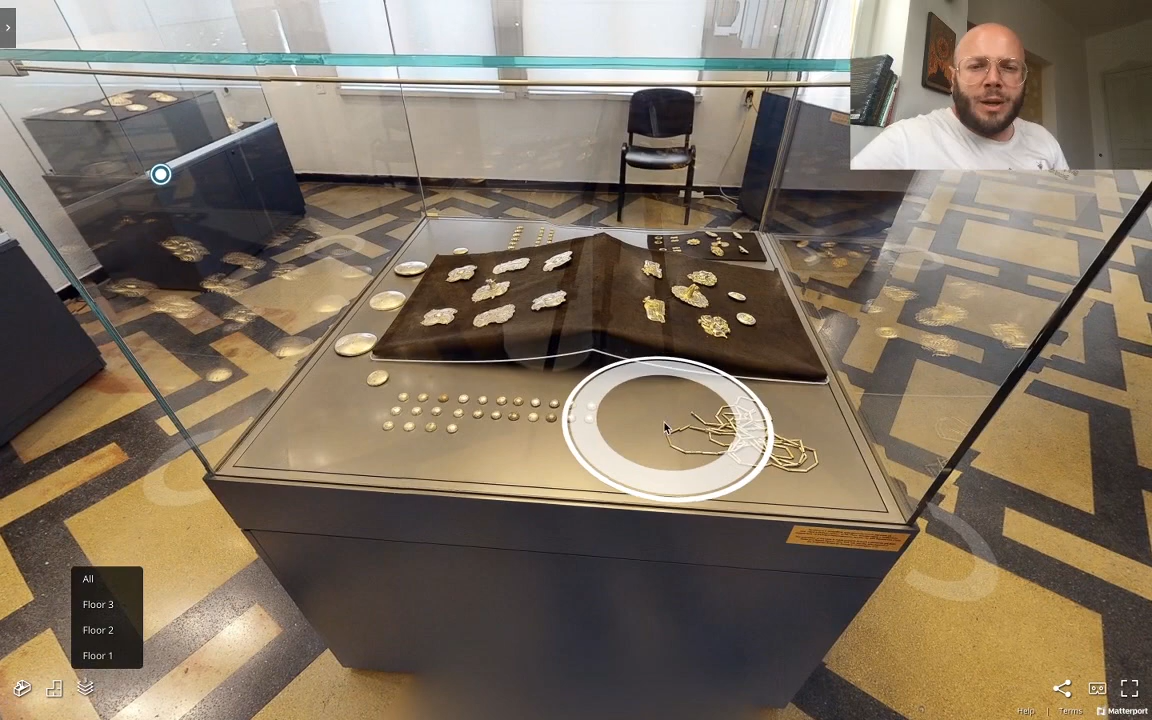 All
Floor 3
Floor 2
Floor 1
Help | Terms Matterport